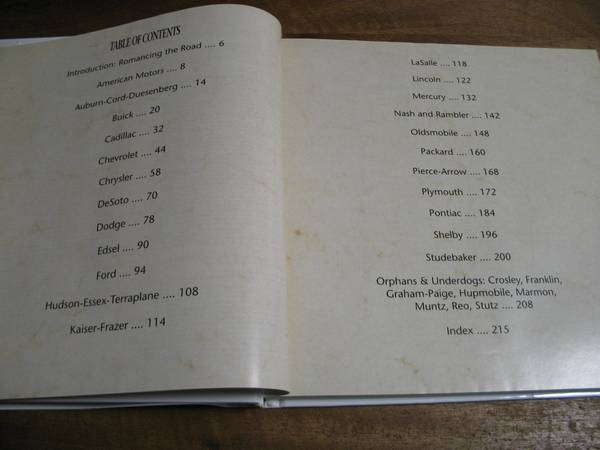 TABLE OF CONTENTS
Introduction: Romancing the Road .... 6
American Motors .... 8
Auburn-Cord-Duesenberg .... 14
Buick .... 20
Cadillac .... 32
Chevrolet .... 44
Chrysler .... 58
DeSoto .... 70
Dodge .... 78
Edsel .... 90
Ford .... 94
Hudson-Essex-Terraplane .... 108
Kaiser-Frazer .... 114
LaSalle .... 118
Lincoln .... 122
Mercury .... 132
Nash and Rambler .... 142
Oldsmobile .... 148
Packard .... 160
Pierce-Arrow .... 168
Plymouth .... 172
Pontiac .... 184
Shelby .... 196
Studebaker .... 200
Orphans & Underdogs: Crosley, Franklin,
Graham-Paige, Hupmobile, Marmon,
Muntz, Reo, Stutz .... 208
Index .... 215